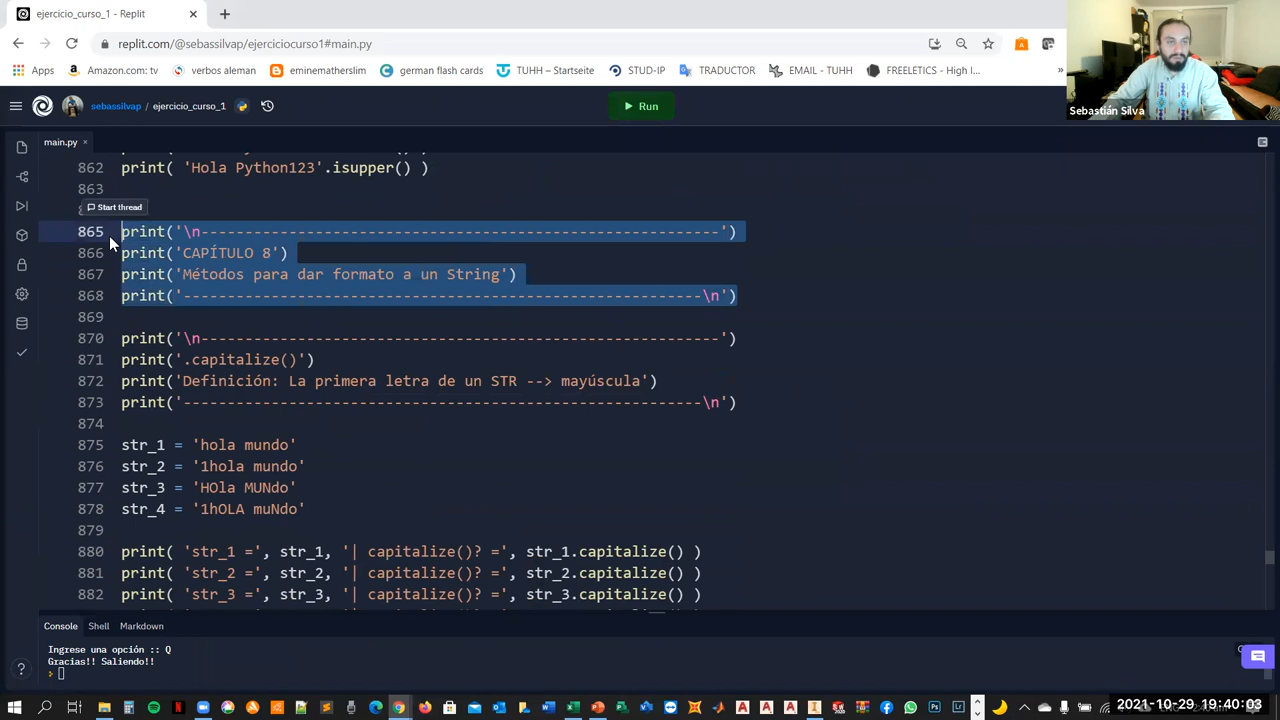 ejercicio_curso_1 - Replit
replit.com/@sebassilvap/ejerciciocurso1#main.py
Apps
Amazon.com: tv
verbos aleman
eminematherslim
german flash cards
TUHH – Startseite
STUD-IP
TRADUCTOR
EMAIL - TUHH
FREELETICS - High I...
»
Sebastián Silva
sebassilvap / ejercicio_curso_1
Run
main.py
862 print( 'Hola Python123'.isupper() )
863
Start thread
865 print('\n-----------------------------------------------------------')
866 print('CAPÍTULO 8')
867 print('Métodos para dar formato a un String')
868 print('-----------------------------------------------------------\n')
869
870 print('\n-----------------------------------------------------------')
871 print('.capitalize()')
872 print('Definición: La primera letra de un STR --> mayúscula')
873 print('-----------------------------------------------------------\n')
874
875 str_1 = 'hola mundo'
876 str_2 = '1hola mundo'
877 str_3 = 'HOla MUNdo'
878 str_4 = '1hOLA muNdo'
879
880 print( 'str_1 =', str_1, '| capitalize()? =', str_1.capitalize() )
881 print( 'str_2 =', str_2, '| capitalize()? =', str_2.capitalize() )
882 print( 'str_3 =', str_3, '| capitalize()? =', str_3.capitalize() )
Console
Shell
Markdown
Ingrese una opción :: Q
Gracias!! Saliendo!!
2021-10-29 19:40:03